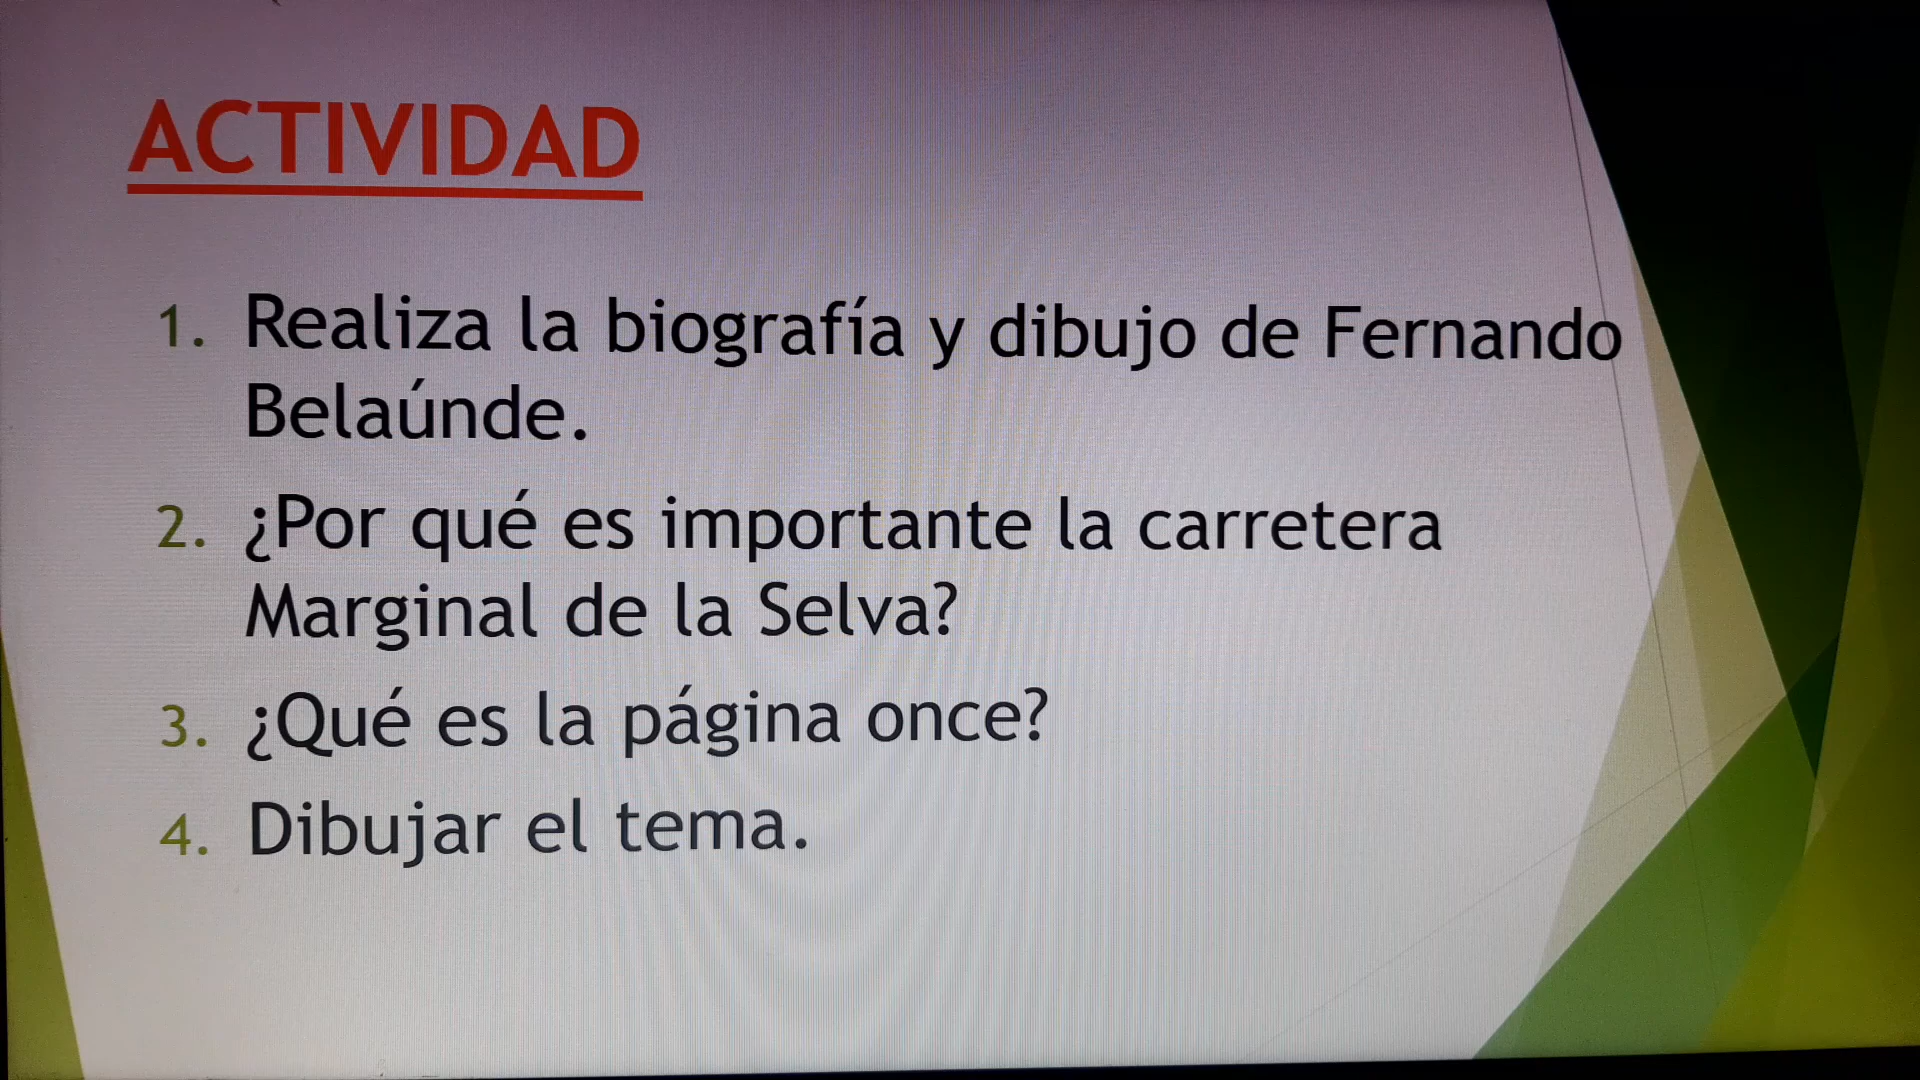 ACTIVIDAD
1. Realiza la biografía y dibujo de Fernando
Belaúnde.
2. ¿Por qué es importante la carretera
Marginal de la Selva?
3. ¿Qué es la página once?
4. Dibujar el tema.